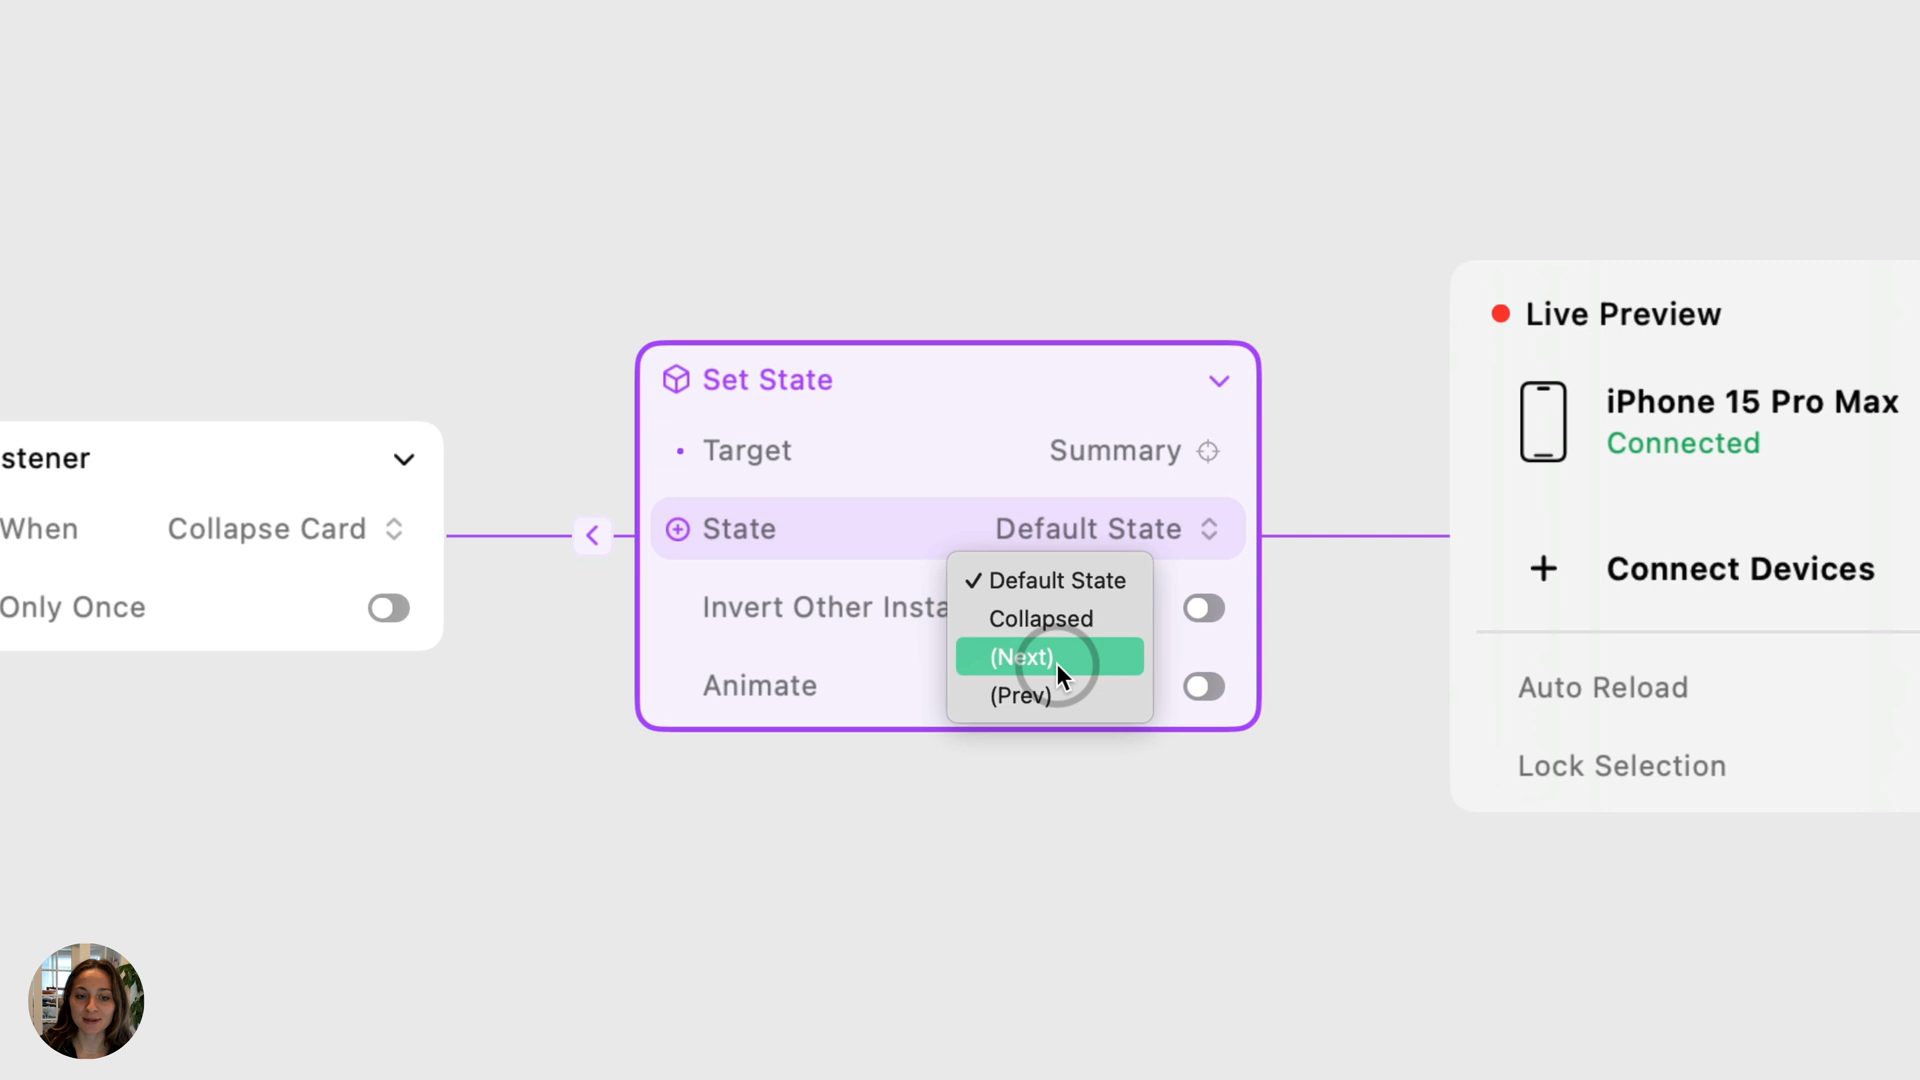 stener
When Collapse Card
Only Once
Set State
Target Summary
State Default State
Invert Other Insta
Animate
✓ Default State
Collapsed
(Next)
(Prev)
Live Preview
iPhone 15 Pro Max
Connected
+ Connect Devices
Auto Reload
Lock Selection